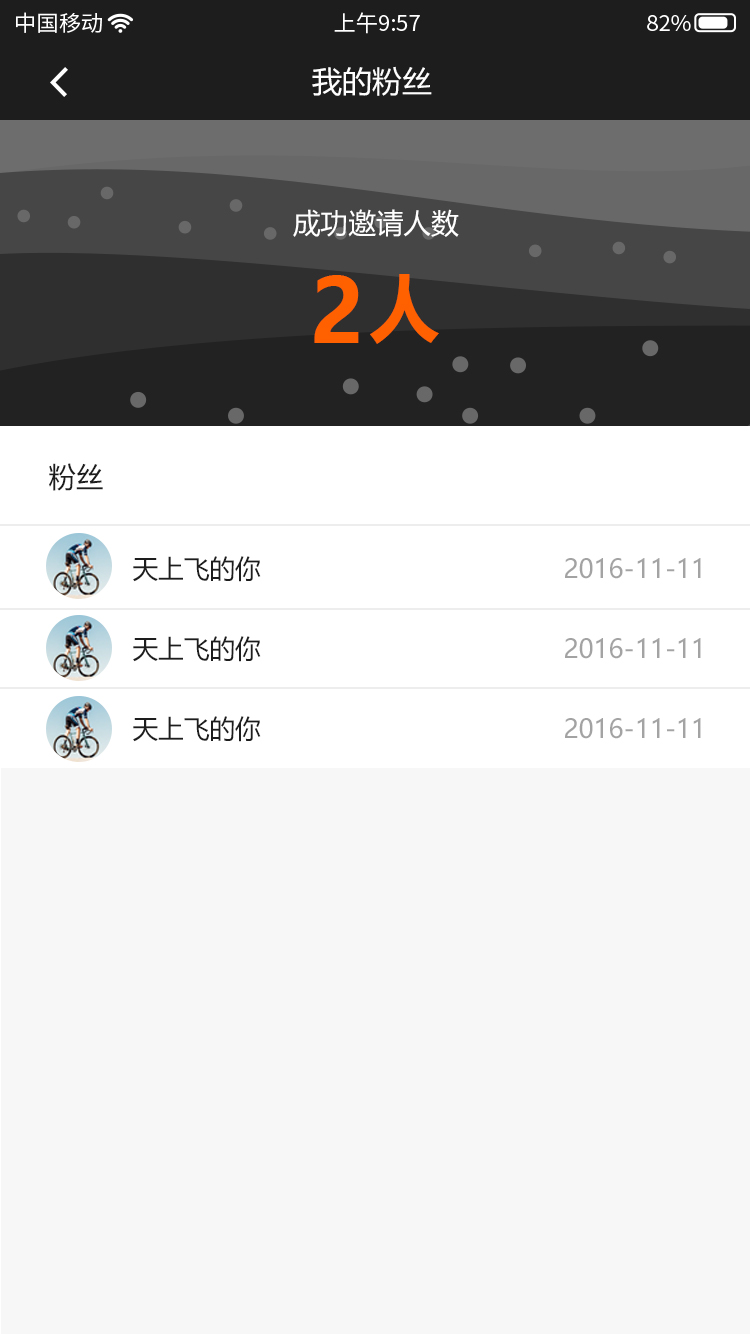 中国移动 上午9:57 82%
我的粉丝
成功邀请人数
2人
粉丝
天上飞的你 2016-11-11
天上飞的你 2016-11-11
天上飞的你 2016-11-11